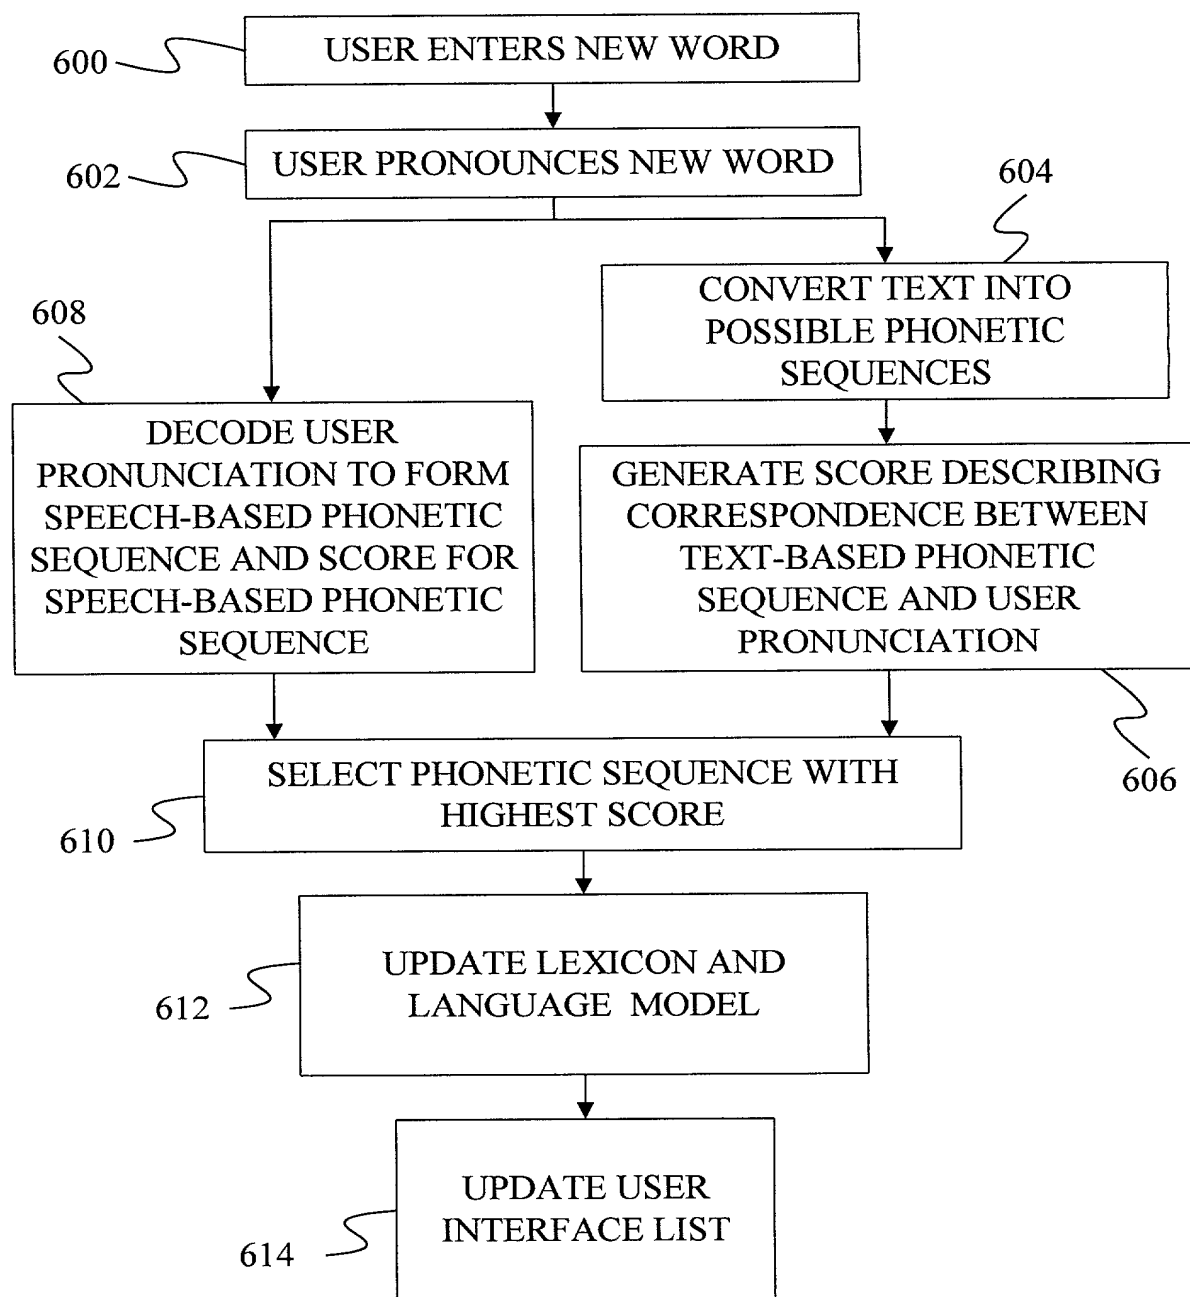 USER ENTERS NEW WORD
600
USER PRONOUNCES NEW WORD
602
604
CONVERT TEXT INTO
POSSIBLE PHONETIC
SEQUENCES
608
DECODE USER
PRONUNCIATION TO FORM
SPEECH-BASED PHONETIC
SEQUENCE AND SCORE FOR
SPEECH-BASED PHONETIC
SEQUENCE
GENERATE SCORE DESCRIBING
CORRESPONDENCE BETWEEN
TEXT-BASED PHONETIC
SEQUENCE AND USER
PRONUNCIATION
606
SELECT PHONETIC SEQUENCE WITH
HIGHEST SCORE
610
UPDATE LEXICON AND
LANGUAGE MODEL
612
UPDATE USER
INTERFACE LIST
614